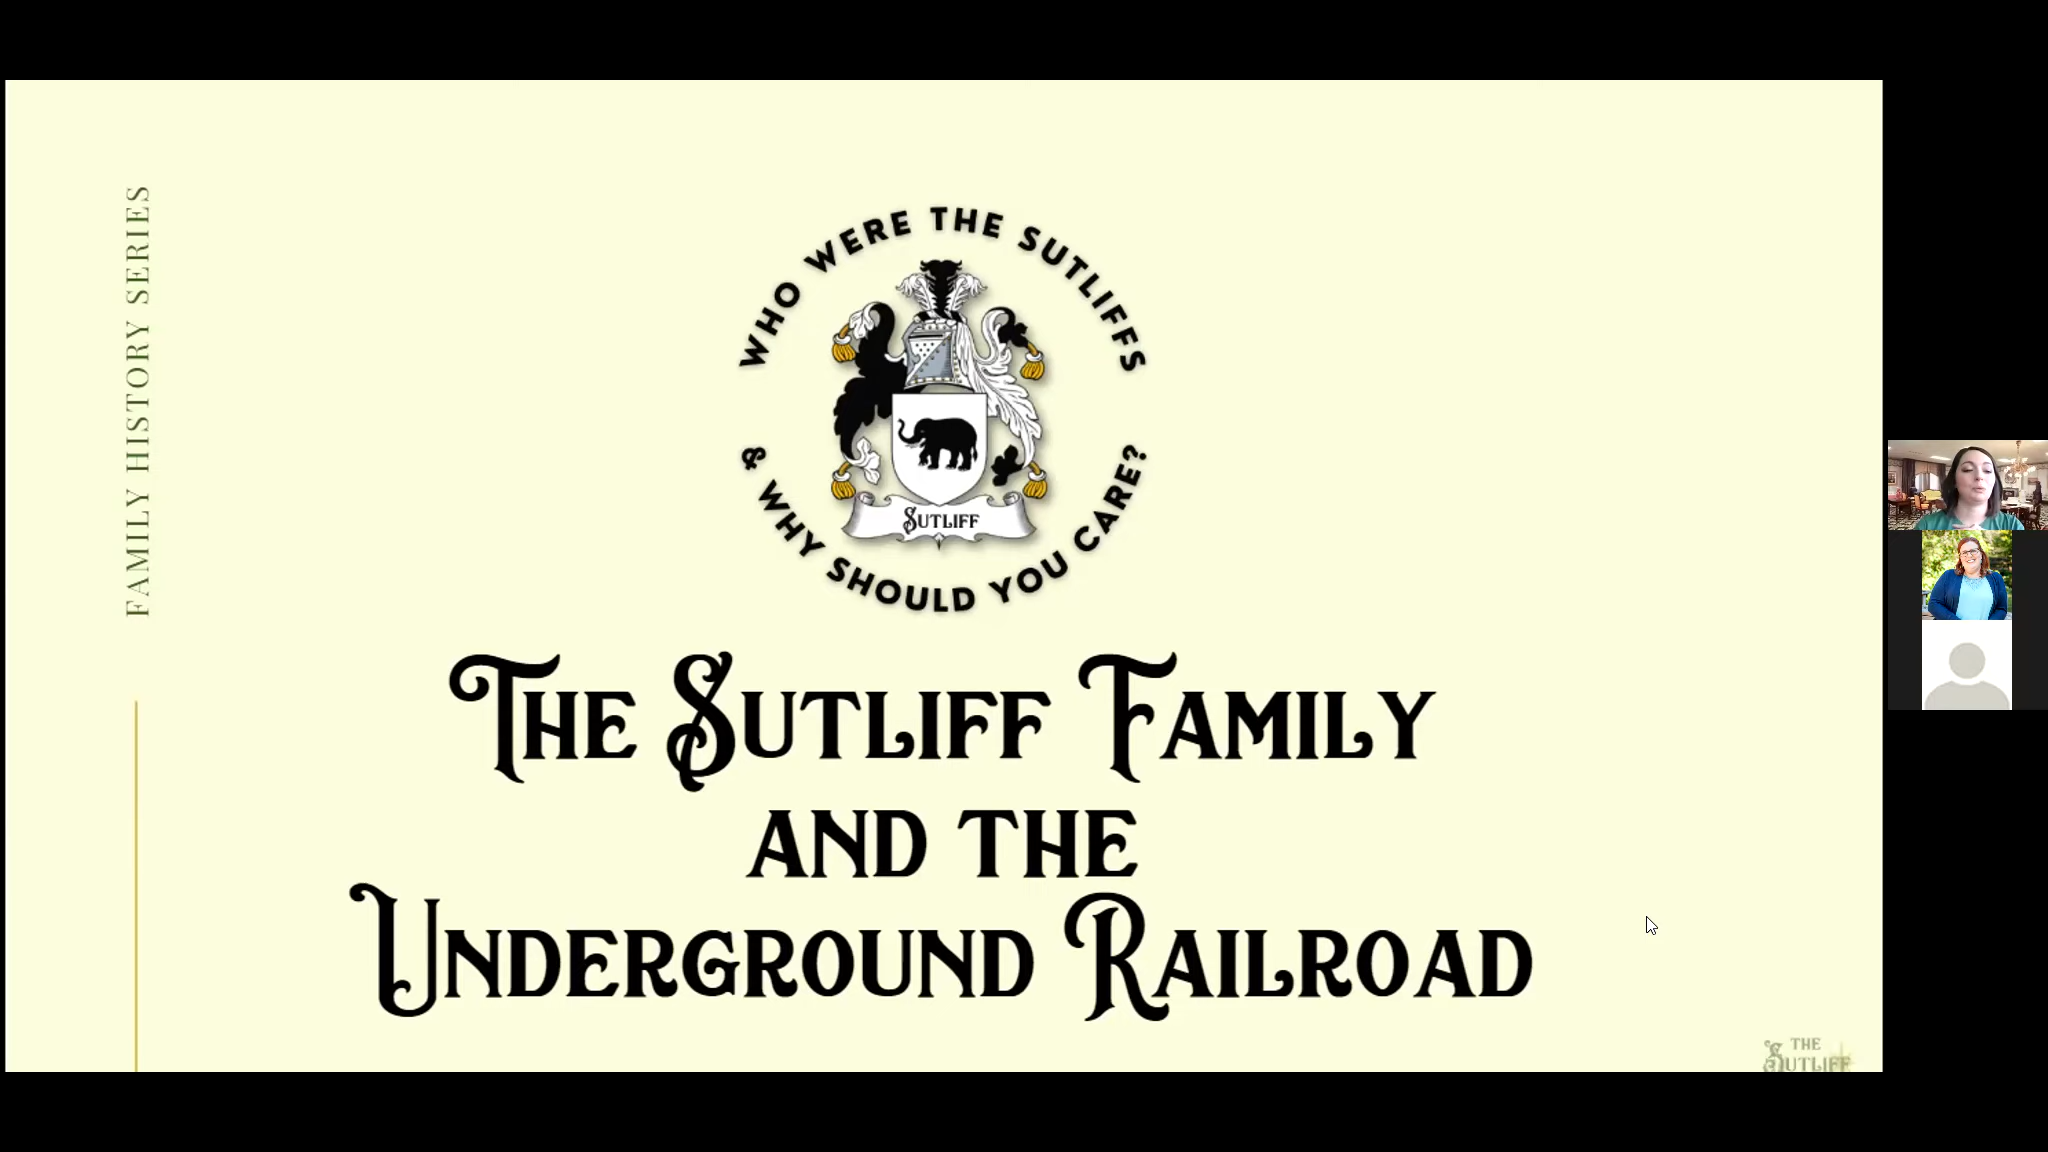 FAMILY HISTORY SERIES
WHO WERE THE SUTLIFFS
& WHY SHOULD YOU CARE?
SUTLIFF
THE SUTLIFF FAMILY
AND THE
UNDERGROUND RAILROAD
THE
SUTLIFF